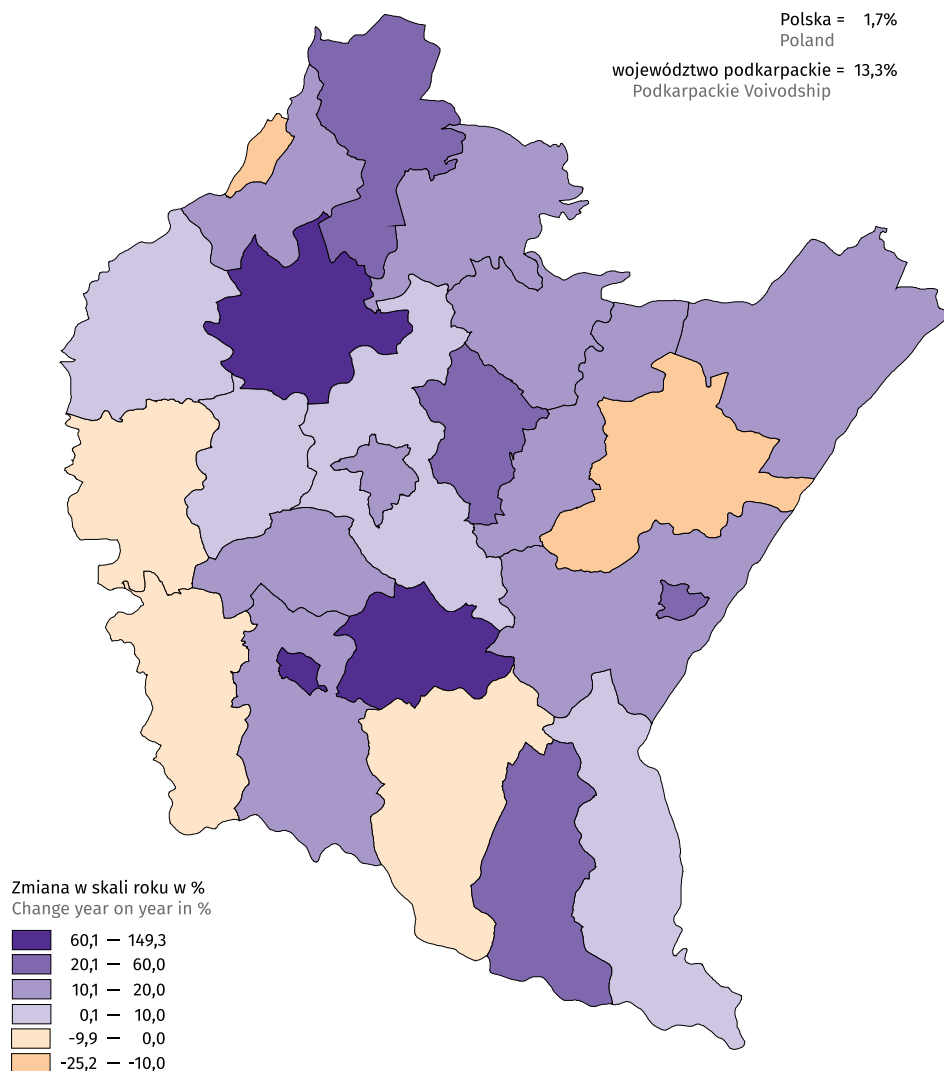 Polska = 1,7%
Poland
województwo podkarpackie = 13,3%
Podkarpackie Voivodship
Zmiana w skali roku w %
Change year on year in %
60,1 — 149,3
20,1 — 60,0
10,1 — 20,0
0,1 — 10,0
-9,9 — 0,0
-25,2 — -10,0